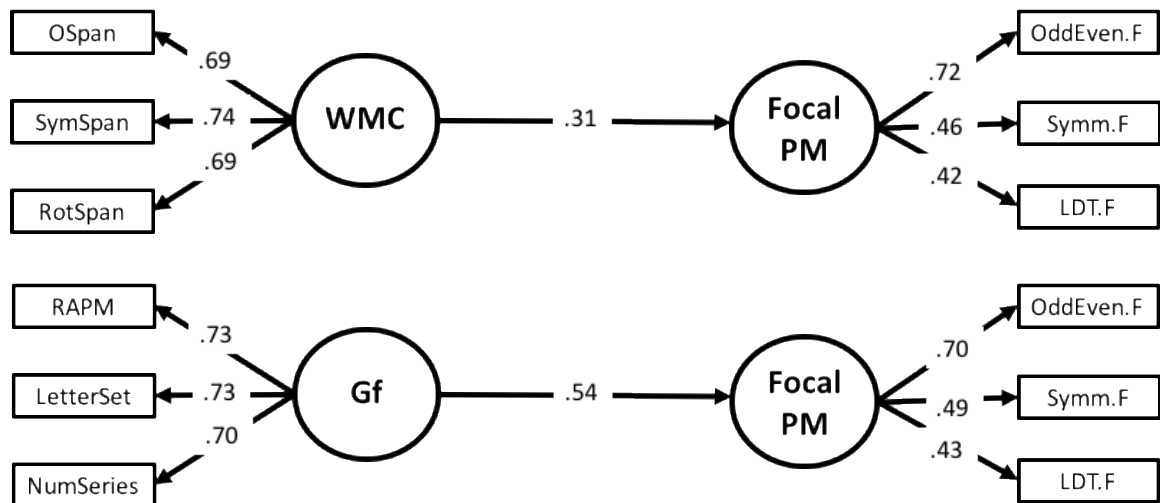 OSpan
SymSpan
RotSpan
.69
.74
.69
WMC
.31
Focal
PM
.72
.46
.42
OddEven.F
Symm.F
LDT.F
RAPM
LetterSet
NumSeries
.73
.73
.70
Gf
.54
Focal
PM
.70
.49
.43
OddEven.F
Symm.F
LDT.F